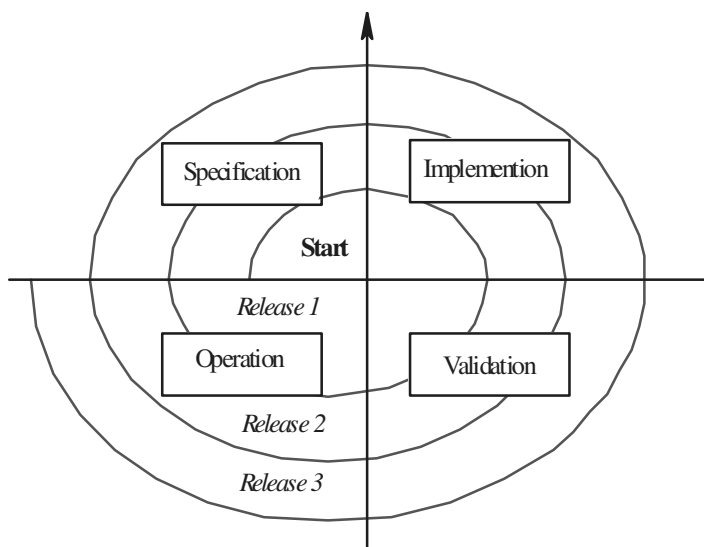 Specification
Implemention
Start
Release 1
Operation
Validation
Release 2
Release 3